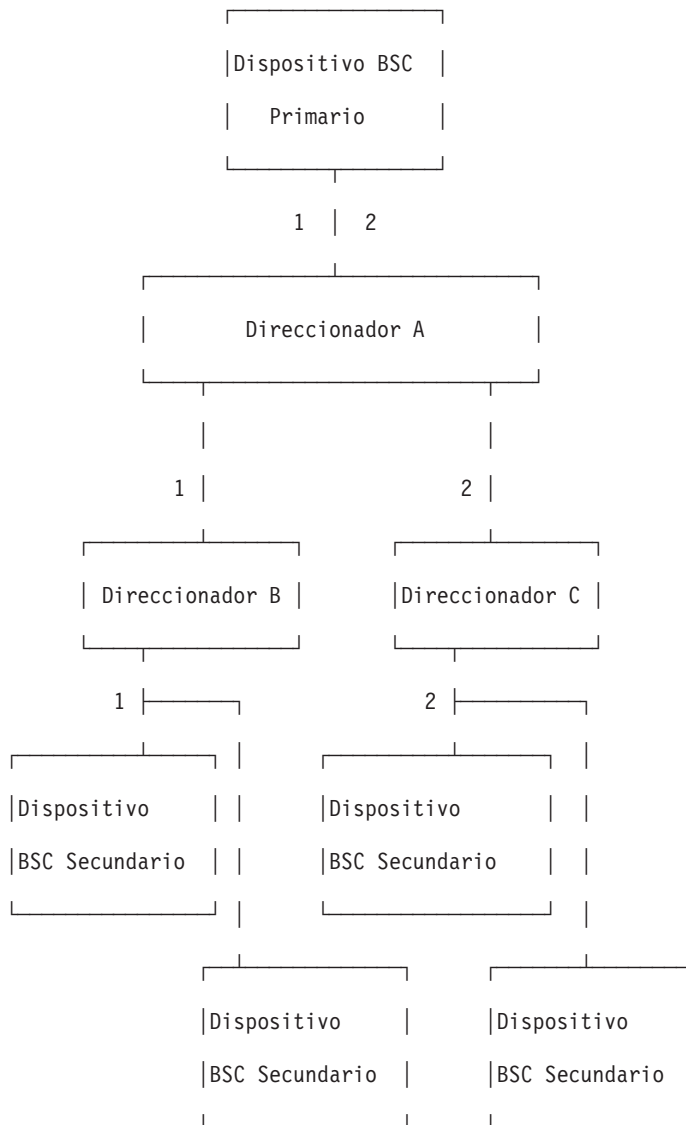 Dispositivo BSC
Primario
1 2
Direccionador A
1 2
Direccionador B Direccionador C
1 2
Dispositivo Dispositivo
BSC Secundario BSC Secundario
Dispositivo Dispositivo
BSC Secundario BSC Secundario